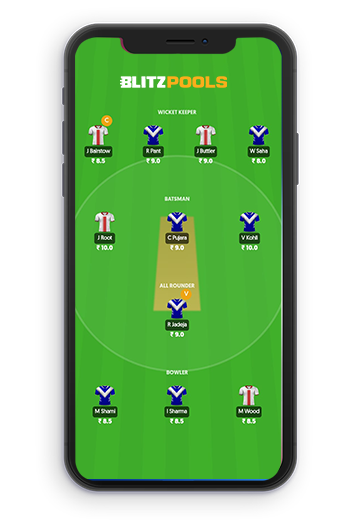 BLITZPOOLS
WICKET KEEPER
C
J Bairstow R Pant J Buttler W Saha
₹ 8.5 ₹ 9.0 ₹ 9.0 ₹ 8.0
BATSMAN
J Root C Pujara V Kohli
₹ 10.0 ₹ 9.0 ₹ 10.0
ALL ROUNDER
V
R Jadeja
₹ 9.0
BOWLER
M Shami I Sharma M Wood
₹ 8.5 ₹ 8.5 ₹ 8.5